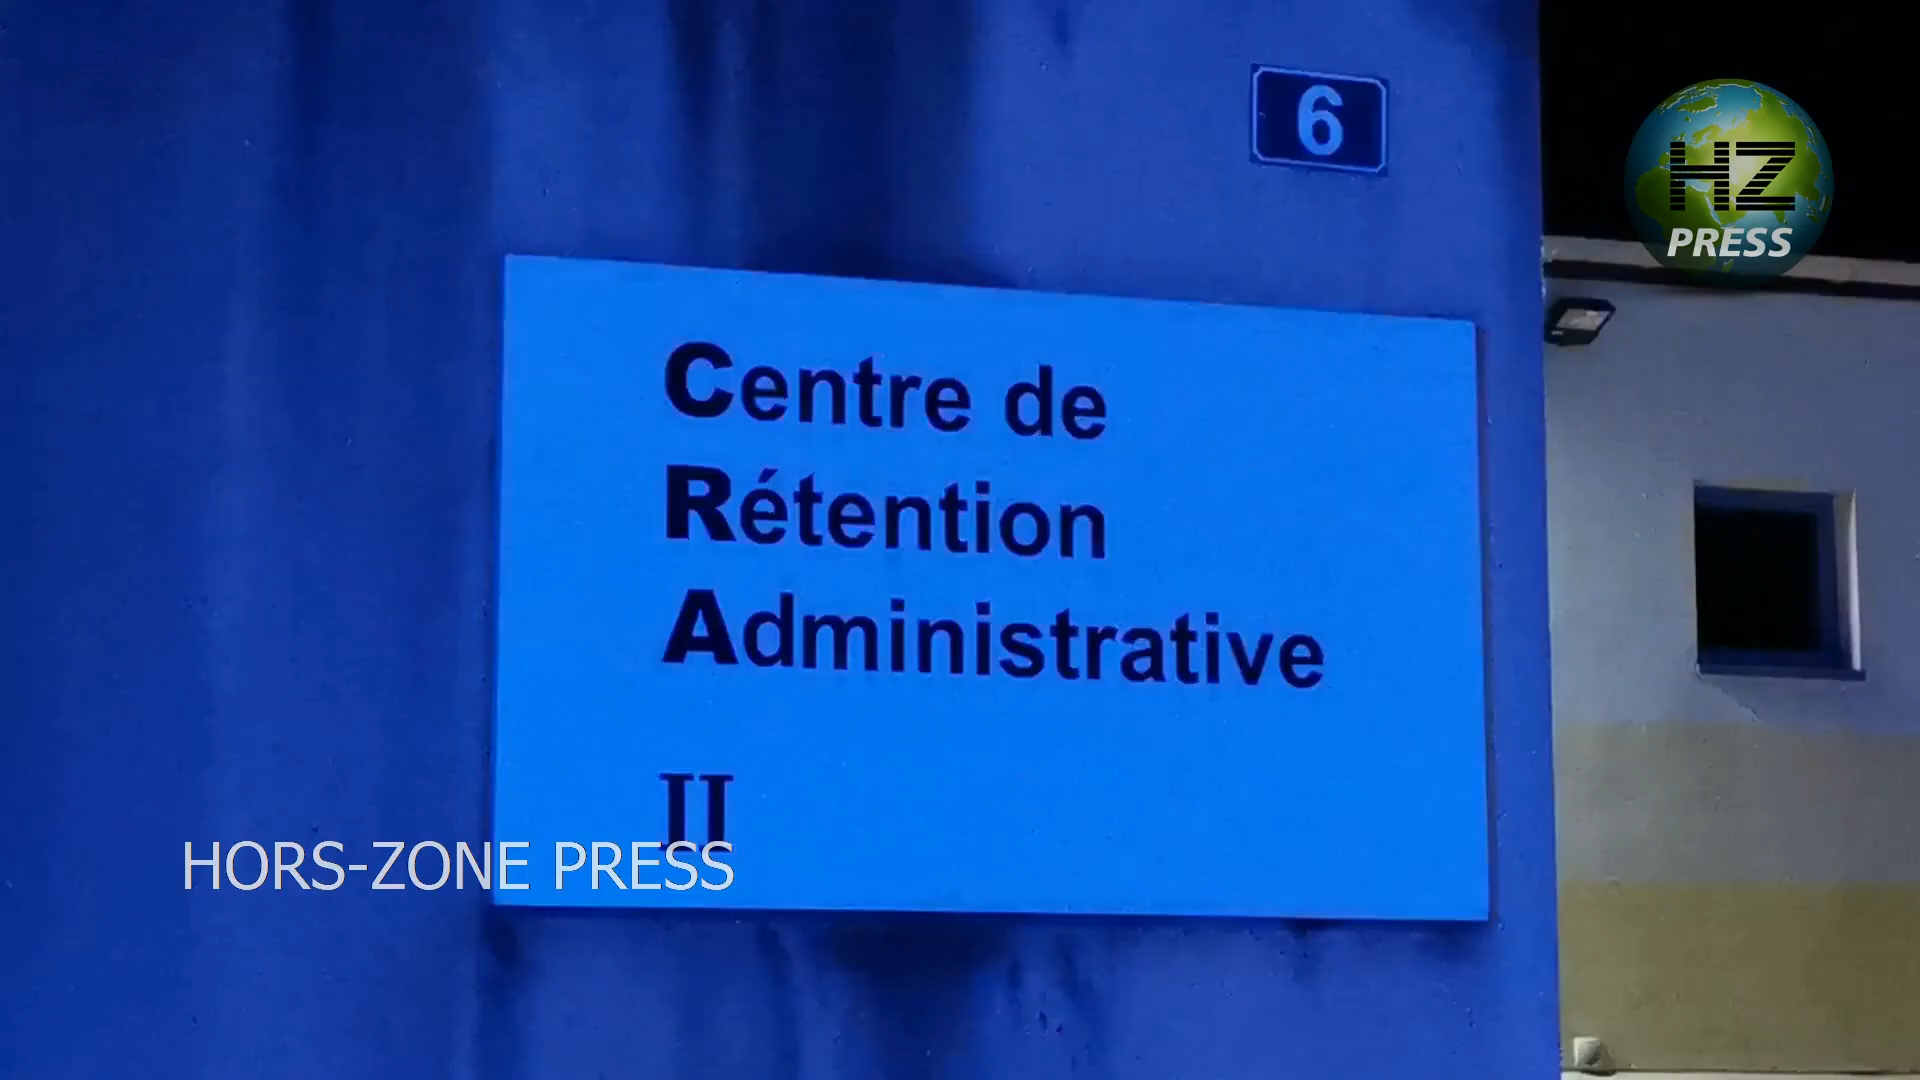 6
HZ
PRESS
Centre de
Rétention
Administrative
II
HORS-ZONE PRESS